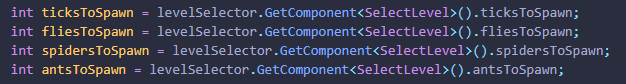 int ticksToSpawn = levelSelector.GetComponent<SelectLevel>().ticksToSpawn;
int fliesToSpawn = levelSelector.GetComponent<SelectLevel>().fliesToSpawn;
int spidersToSpawn = levelSelector.GetComponent<SelectLevel>().spidersToSpawn;
int antsToSpawn = levelSelector.GetComponent<SelectLevel>().antsToSpawn;